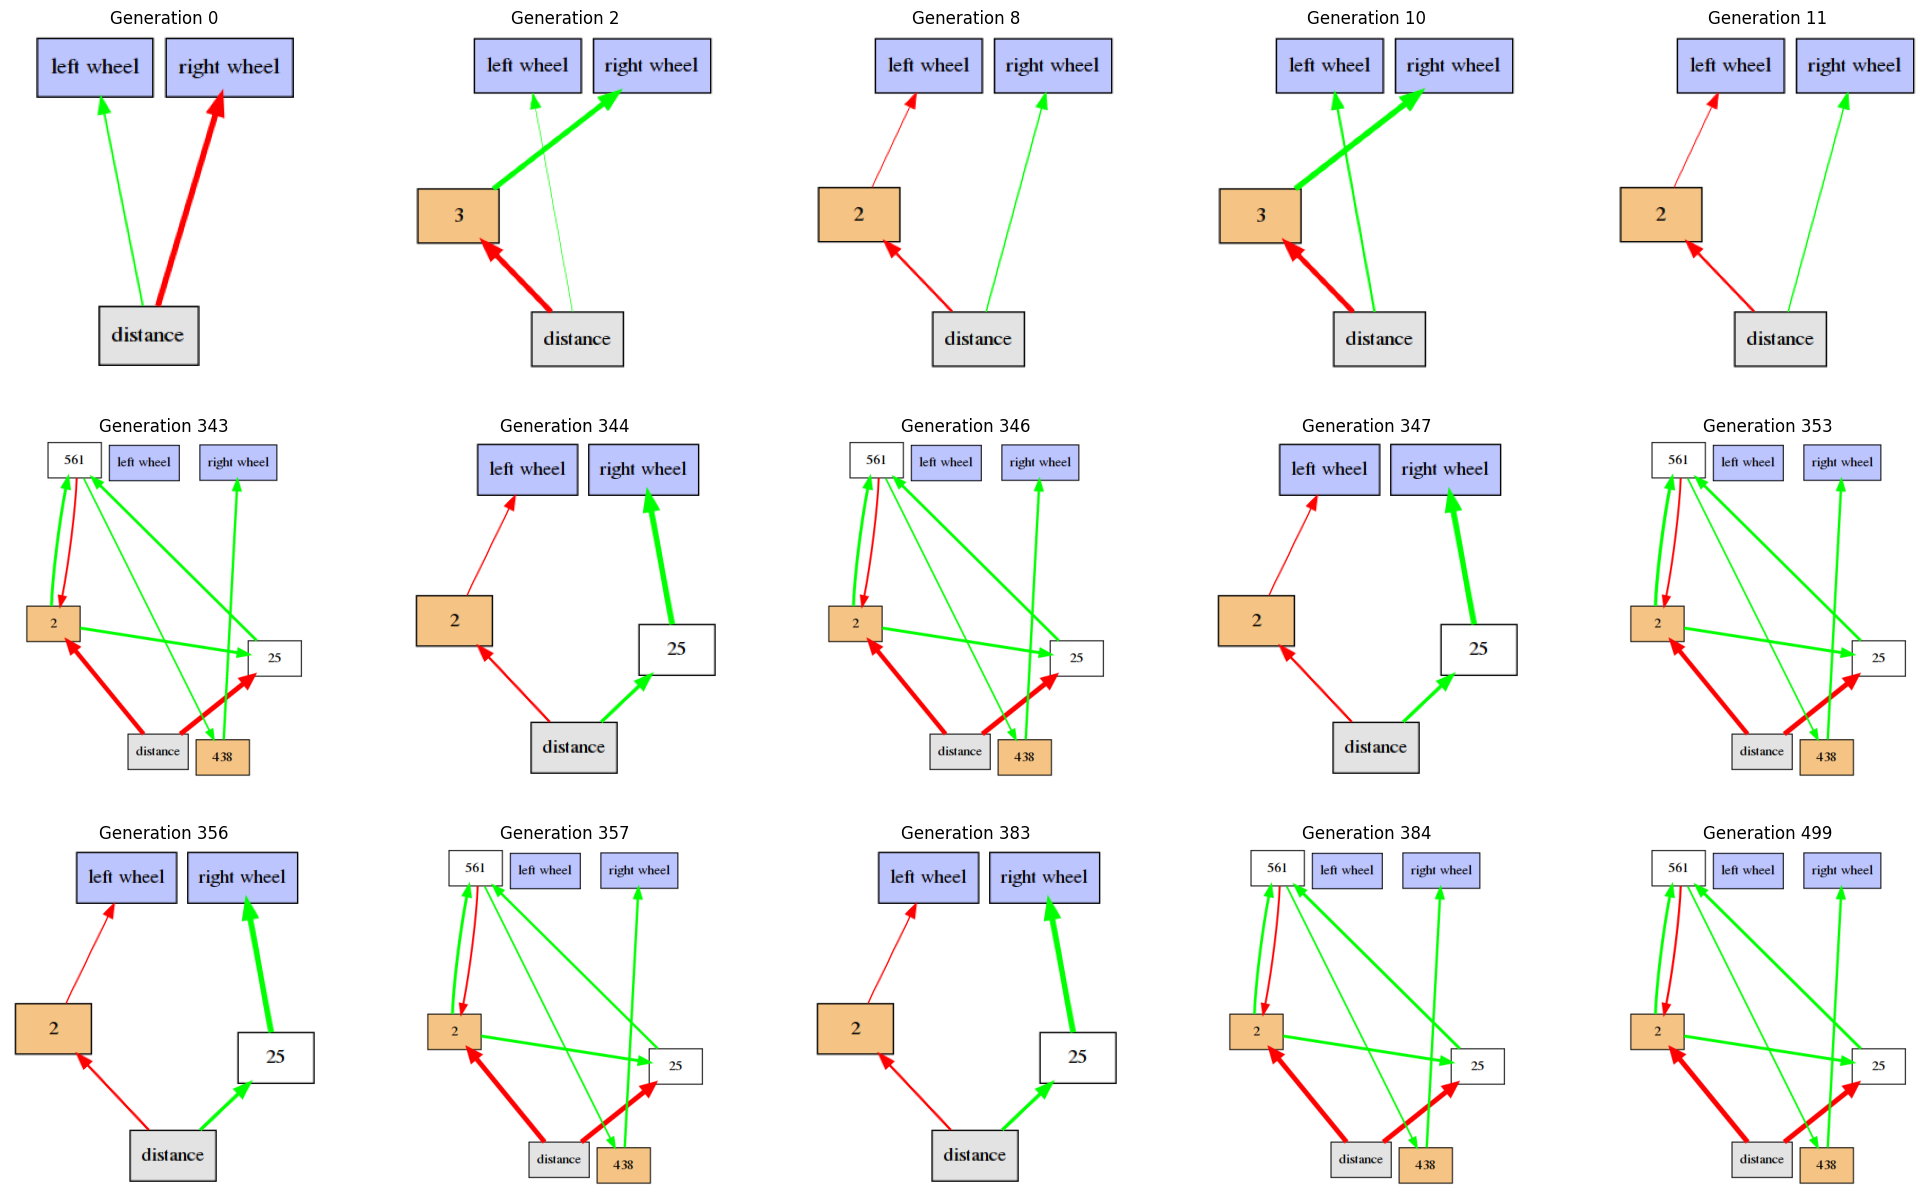 Generation 0
left wheel
right wheel
distance
Generation 2
left wheel
right wheel
3
distance
Generation 8
left wheel
right wheel
2
distance
Generation 10
left wheel
right wheel
3
distance
Generation 11
left wheel
right wheel
2
distance
Generation 343
561
left wheel
right wheel
2
25
distance
438
Generation 344
left wheel
right wheel
2
25
distance
Generation 346
561
left wheel
right wheel
2
25
distance
438
Generation 347
left wheel
right wheel
2
25
distance
Generation 353
561
left wheel
right wheel
2
25
distance
438
Generation 356
left wheel
right wheel
2
25
distance
Generation 357
561
left wheel
right wheel
2
25
distance
438
Generation 383
left wheel
right wheel
2
25
distance
Generation 384
561
left wheel
right wheel
2
25
distance
438
Generation 499
561
left wheel
right wheel
2
25
distance
438